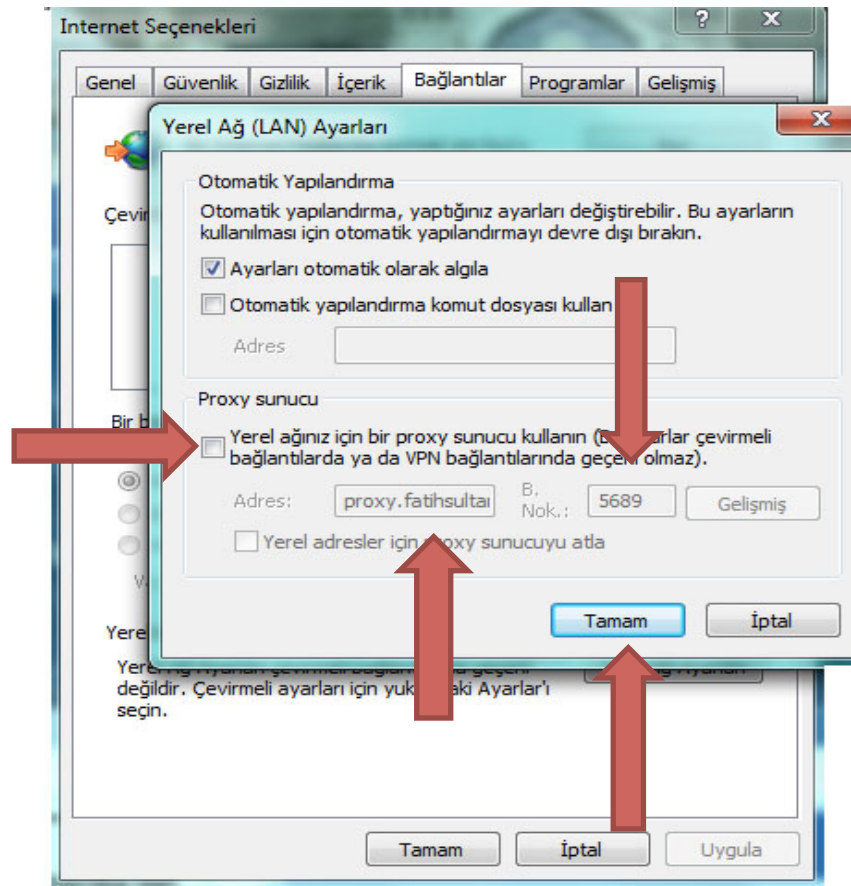 Internet Seçenekleri
Genel Güvenlik Gizlilik İçerik Bağlantılar Programlar Gelişmiş
Yerel Ağ (LAN) Ayarları
Otomatik Yapılandırma
Otomatik yapılandırma, yaptığınız ayarları değiştirebilir. Bu ayarların
kullanılması için otomatik yapılandırmayı devre dışı bırakın.
Ayarları otomatik olarak algıla
Otomatik yapılandırma komut dosyası kullan
Adres
Proxy sunucu
Yerel ağınız için bir proxy sunucu kullanın çevirmeli
bağlantılarda ya da VPN bağlantılarında olmaz).
Adres: proxy.fatihsultan B. Nok.: 5689 Gelişmiş
Yerel adresler için sunucuyu atla
Tamam İptal
değildir. Çevirmeli ayarları için Ayarlar'ı
seçin.
Tamam İptal Uygula